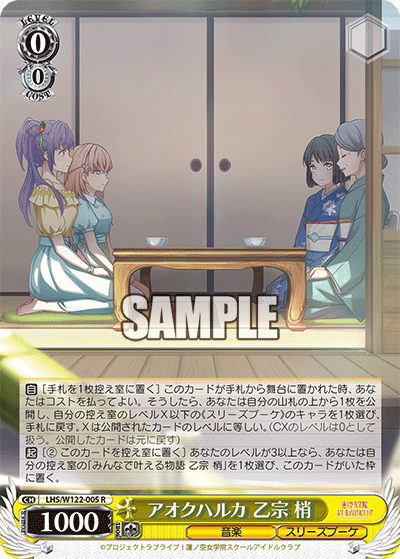 LEVEL
0
0
COST
SAMPLE
自 [手札を1枚控え室に置く] このカードが手札から舞台に置かれた時、あな
たはコストを払ってよい。そうしたら、あなたは自分の山札の上から1枚を公
開し、自分の控え室のレベルX以下の《スリーズブーケ》のキャラを1枚選び、
手札に戻す。Xは公開されたカードのレベルに等しい。(CXのレベルは0として
扱う。公開したカードは元に戻す)
起 [② このカードを控え室に置く] あなたのレベルが3以上なら、あなたは自
分の控え室の「みんなで叶える物語 乙宗 梢」を1枚選び、このカードがいた枠
に置く。
LHS/W122-005 R
1000
アオクハルカ 乙宗 梢
音楽
スリーズブーケ
©プロジェクトラブライブ!蓮ノ空女学院スクールアイドルクラブ